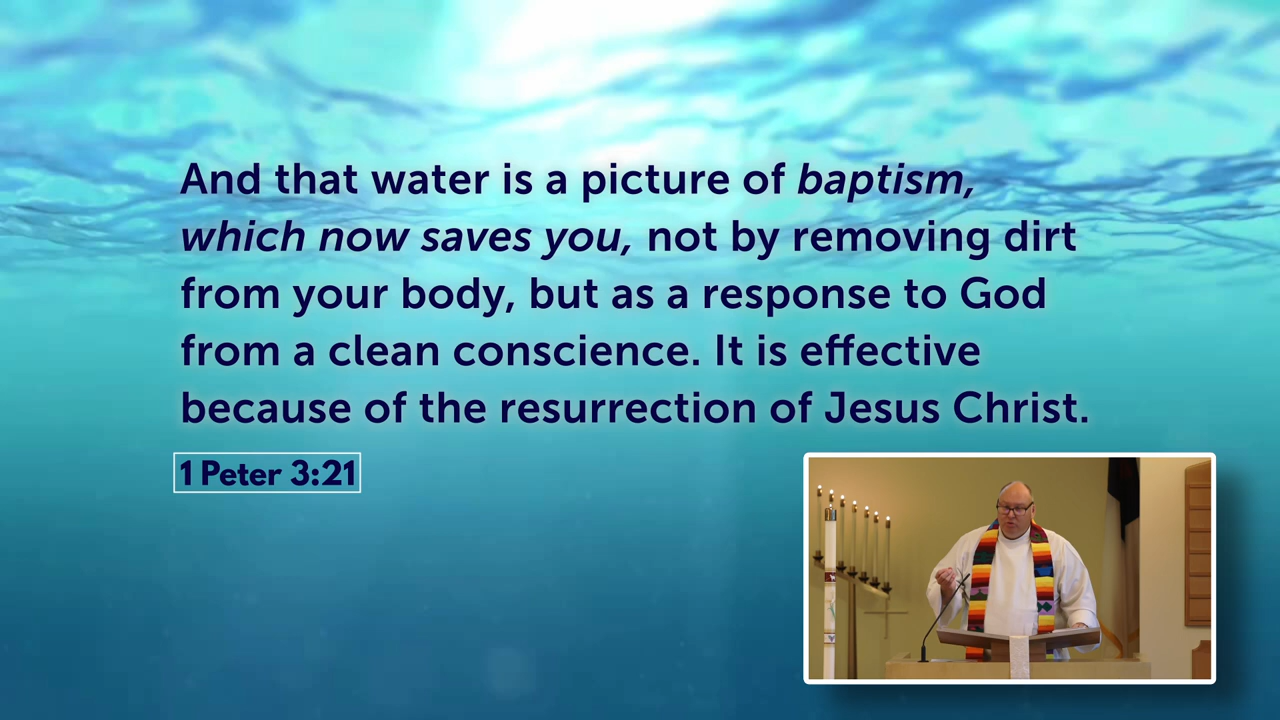 And that water is a picture of baptism,
which now saves you, not by removing dirt
from your body, but as a response to God
from a clean conscience. It is effective
because of the resurrection of Jesus Christ.
1 Peter 3:21